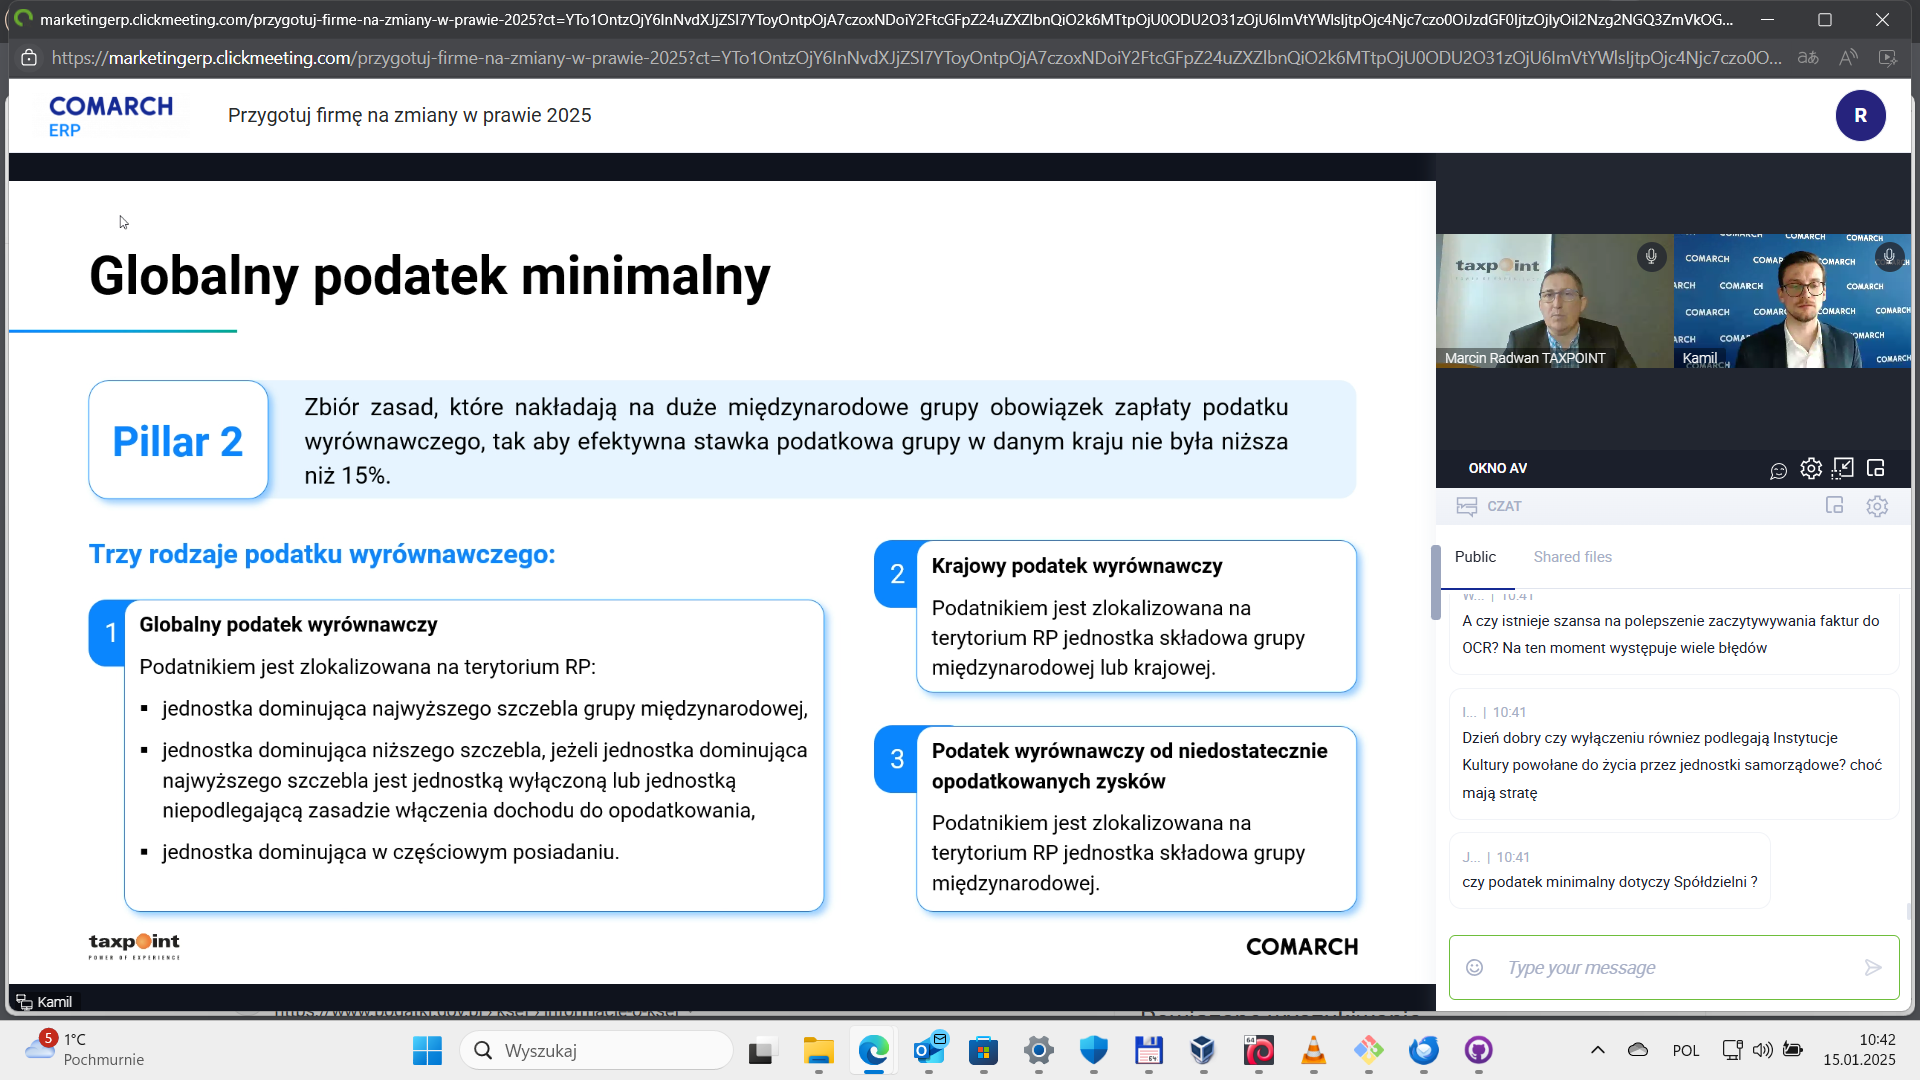 marketingerp.clickmeeting.com/przygotuj-firme-na-zmiany-w-prawie-2025?ct=
https://marketingerp.clickmeeting.com/przygotuj-firme-na-zmiany-w-prawie-2025?ct=
COMARCH
ERP
Przygotuj firmę na zmiany w prawie 2025
R
Globalny podatek minimalny
Pillar 2
Zbiór zasad, które nakładają na duże międzynarodowe grupy obowiązek zapłaty podatku
wyrównawczego, tak aby efektywna stawka podatkowa grupy w danym kraju nie była niższa
niż 15%.
Trzy rodzaje podatku wyrównawczego:
1
Globalny podatek wyrównawczy
Podatnikiem jest zlokalizowana na terytorium RP:
▪ jednostka dominująca najwyższego szczebla grupy międzynarodowej,
▪ jednostka dominująca niższego szczebla, jeżeli jednostka dominująca
najwyższego szczebla jest jednostką wyłączoną lub jednostką
niepodlegającą zasadzie włączenia dochodu do opodatkowania,
▪ jednostka dominująca w częściowym posiadaniu.
2
Krajowy podatek wyrównawczy
Podatnikiem jest zlokalizowana na
terytorium RP jednostka składowa grupy
międzynarodowej lub krajowej.
3
Podatek wyrównawczy od niedostatecznie
opodatkowanych zysków
Podatnikiem jest zlokalizowana na
terytorium RP jednostka składowa grupy
międzynarodowej.
taxpoint
POWER OF EXPERIENCE
COMARCH
Kamil
taxpoint
Marcin Radwan TAXPOINT
COMARCH
Kamil
OKNO AV
CZAT
Public
Shared files
W... | 10:41
A czy istnieje szansa na polepszenie zaczytywywania faktur do
OCR? Na ten moment występuje wiele błędów
I... | 10:41
Dzień dobry czy wyłączeniu równiez podlegają Instytucje
Kultury powołane do życia przez jednostki samorządowe? choć
mają stratę
J... | 10:41
czy podatek minimalny dotyczy Spółdzielni ?
Type your message
5
1°C
Pochmurnie
Wyszukaj
64
64
POL
10:42
15.01.2025